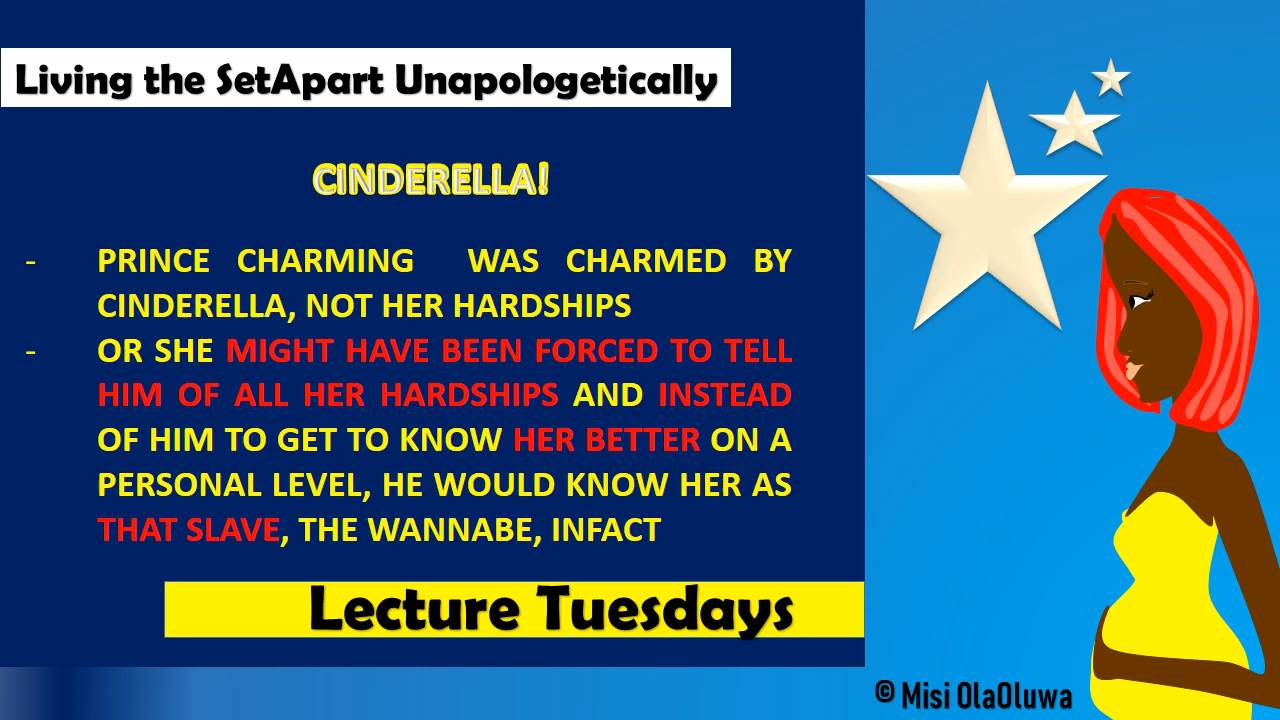 Living the SetApart Unapologetically
CINDERELLA!
- PRINCE CHARMING WAS CHARMED BY
CINDERELLA, NOT HER HARDSHIPS
- OR SHE MIGHT HAVE BEEN FORCED TO TELL
HIM OF ALL HER HARDSHIPS AND INSTEAD
OF HIM TO GET TO KNOW HER BETTER ON A
PERSONAL LEVEL, HE WOULD KNOW HER AS
THAT SLAVE, THE WANNABE, INFACT
Lecture Tuesdays
© Misi OlaOluwa